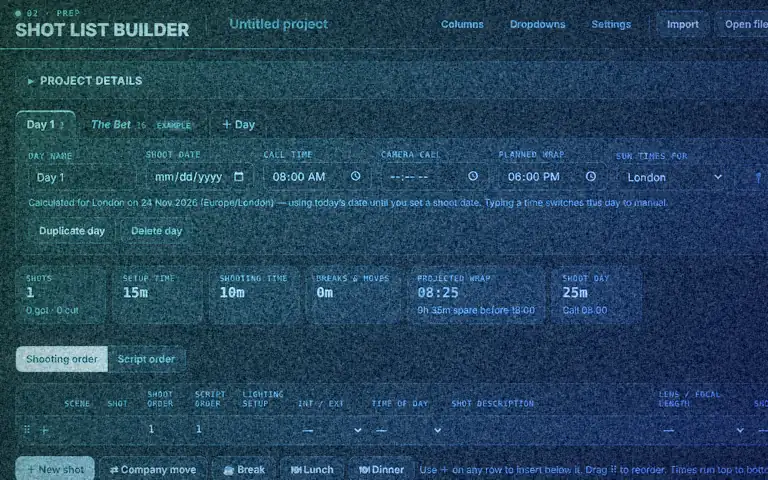 02 · PREP
SHOT LIST BUILDER
Untitled project
Columns
Dropdowns
Settings
Import
Open file
▸ PROJECT DETAILS
Day 1 1
The Bet 16 EXAMPLE
+ Day
DAY NAME
SHOOT DATE
CALL TIME
CAMERA CALL
PLANNED WRAP
SUN TIMES FOR
Day 1
mm/dd/yyyy
08:00 AM
--:-- --
06:00 PM
London
Calculated for London on 24 Nov 2026 (Europe/London) — using today's date until you set a shoot date. Typing a time switches this day to manual.
Duplicate day
Delete day
SHOTS
SETUP TIME
SHOOTING TIME
BREAKS & MOVES
PROJECTED WRAP
SHOOT DAY
1
15m
10m
0m
08:25
25m
0 got · 0 cut
9h 35m spare before 18:00
Call 08:00
Shooting order
Script order
SCENE
SHOT
SHOOT ORDER
SCRIPT ORDER
LIGHTING SETUP
INT / EXT
TIME OF DAY
SHOT DESCRIPTION
LENS / FOCAL LENGTH
+
1
1
—
—
—
+ New shot
⇄ Company move
Break
Lunch
Dinner
Use + on any row to insert below it. Drag ⠿ to reorder. Times run top to